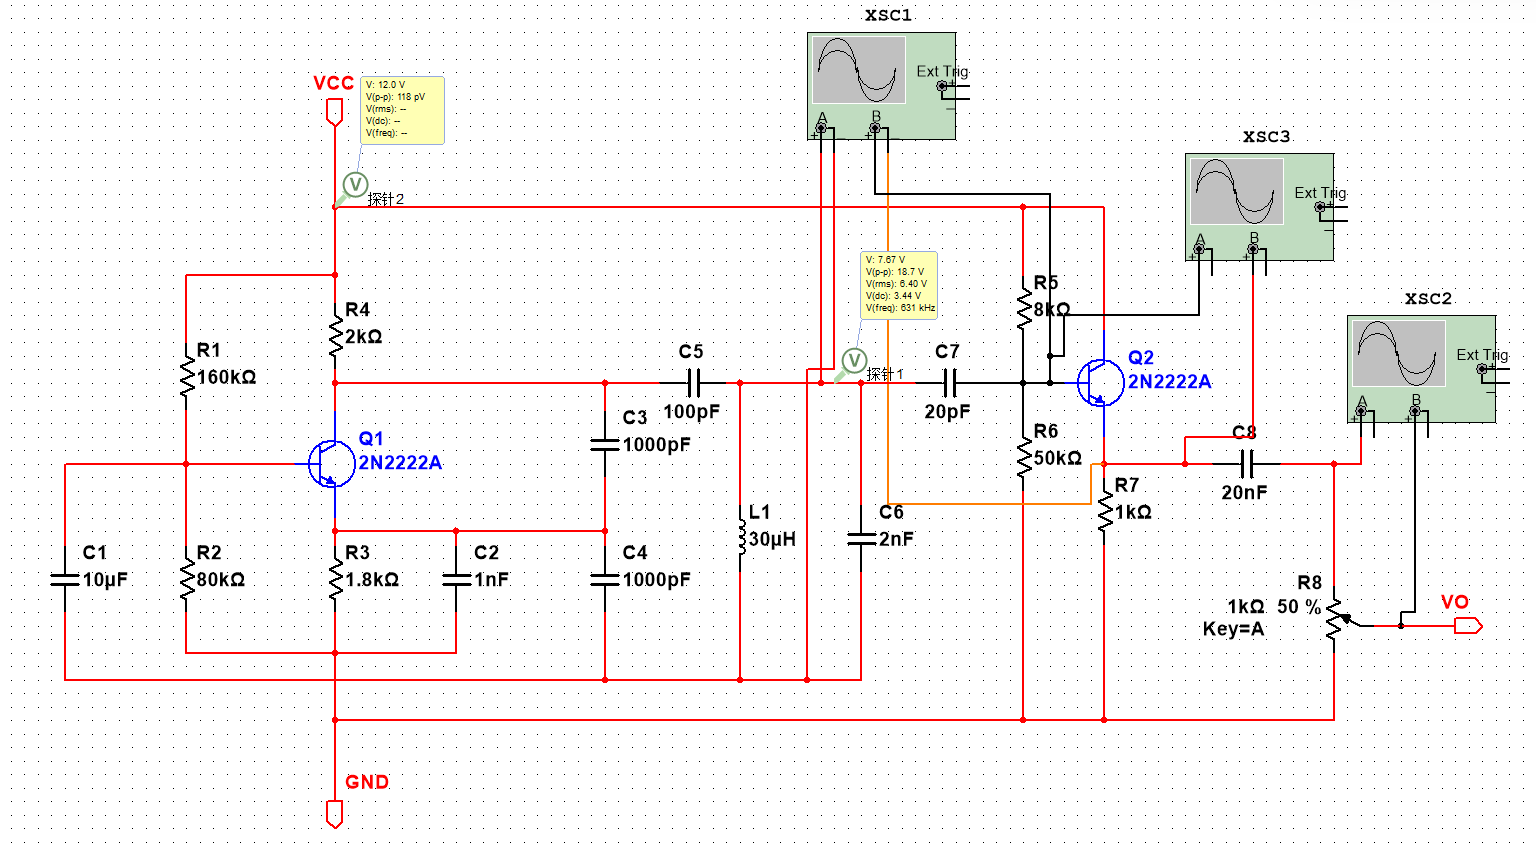 XSC1
Ext Trig
A
B
VCC
V: 12.0 V
V(p-p): 118 pV
V(rms): --
V(dc): --
V(freq): --
V
探针2
XSC3
Ext Trig
A
B
V: 7.67 V
V(p-p): 18.7 V
V(rms): 6.40 V
V(dc): 3.44 V
V(freq): 631 kHz
V
探针1
XSC2
Ext Trig
A
B
R5
8kΩ
R4
2kΩ
R1
160kΩ
C5
100pF
C7
20pF
Q2
2N2222A
C3
1000pF
Q1
2N2222A
R6
50kΩ
C8
20nF
R7
1kΩ
L1
30µH
C6
2nF
C1
10µF
R2
80kΩ
R3
1.8kΩ
C2
1nF
C4
1000pF
R8
1kΩ 50 %
Key=A
VO
GND